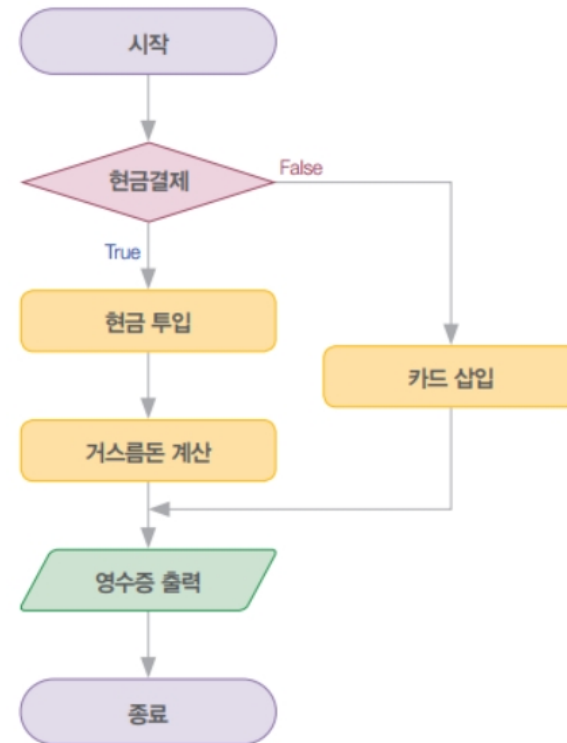 시작
현금결제
False
True
현금 투입
카드 삽입
거스름돈 계산
영수증 출력
종료